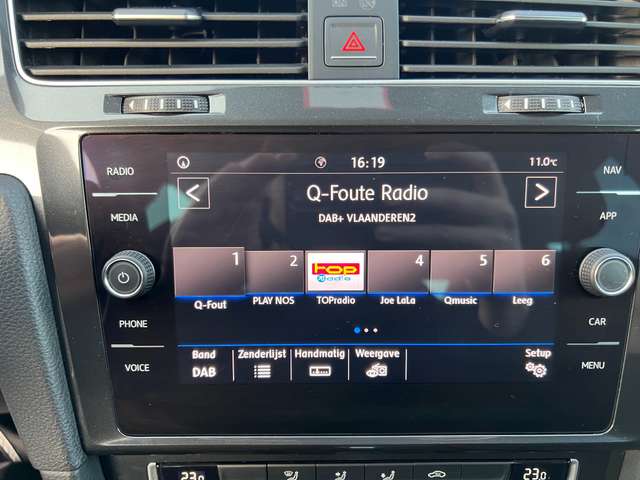 RADIO
MEDIA
PHONE
VOICE
NAV
APP
CAR
MENU
16:19
11.0°C
< Q-Foute Radio >
DAB+ VLAANDEREN2
1 2 4 5 6
top
radio
Q-Fout PLAY NOS TOPradio Joe LaLa Qmusic Leeg
Band Zenderlijst Handmatig Weergave Setup
DAB
23.0 23.0